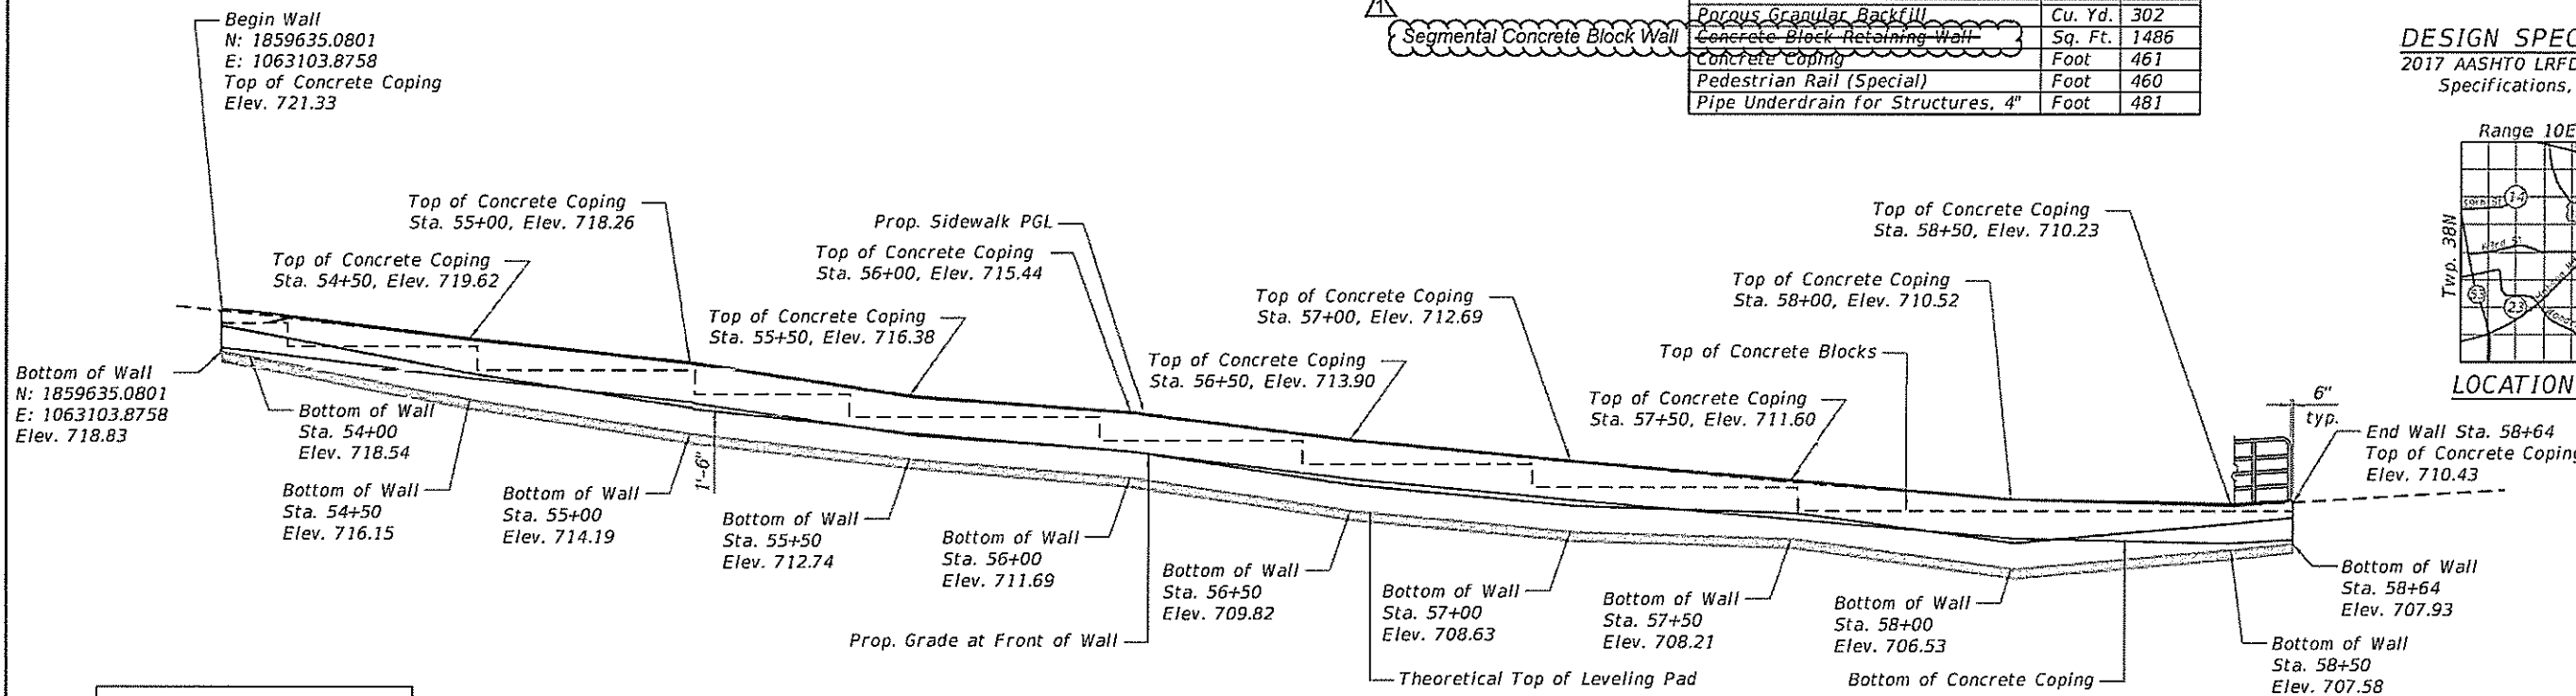 Begin Wall
N: 1859635.0801
E: 1063103.8758
Top of Concrete Coping
Elev. 721.33
1
Segmental Concrete Block Wall
Porous Granular Backfill Cu. Yd. 302
Concrete Block Retaining Wall Sq. Ft. 1486
Concrete Coping Foot 461
Pedestrian Rail (Special) Foot 460
Pipe Underdrain for Structures, 4" Foot 481
DESIGN SPEC
2017 AASHTO LRFD
Specifications,
Range 10E
Twp. 38N
14
53
23
LOCATION
Top of Concrete Coping
Sta. 55+00, Elev. 718.26
Top of Concrete Coping
Sta. 54+50, Elev. 719.62
Prop. Sidewalk PGL
Top of Concrete Coping
Sta. 56+00, Elev. 715.44
Top of Concrete Coping
Sta. 55+50, Elev. 716.38
Top of Concrete Coping
Sta. 57+00, Elev. 712.69
Top of Concrete Coping
Sta. 56+50, Elev. 713.90
Top of Concrete Coping
Sta. 58+50, Elev. 710.23
Top of Concrete Coping
Sta. 58+00, Elev. 710.52
Top of Concrete Blocks
Top of Concrete Coping
Sta. 57+50, Elev. 711.60
6"
typ.
End Wall Sta. 58+64
Top of Concrete Coping
Elev. 710.43
Bottom of Wall
N: 1859635.0801
E: 1063103.8758
Elev. 718.83
Bottom of Wall
Sta. 54+00
Elev. 718.54
Bottom of Wall
Sta. 54+50
Elev. 716.15
Bottom of Wall
Sta. 55+00
Elev. 714.19
1'-6"
Bottom of Wall
Sta. 55+50
Elev. 712.74
Bottom of Wall
Sta. 56+00
Elev. 711.69
Prop. Grade at Front of Wall
Bottom of Wall
Sta. 56+50
Elev. 709.82
Bottom of Wall
Sta. 57+00
Elev. 708.63
Theoretical Top of Leveling Pad
Bottom of Wall
Sta. 57+50
Elev. 708.21
Bottom of Wall
Sta. 58+00
Elev. 706.53
Bottom of Concrete Coping
Bottom of Wall
Sta. 58+64
Elev. 707.93
Bottom of Wall
Sta. 58+50
Elev. 707.58